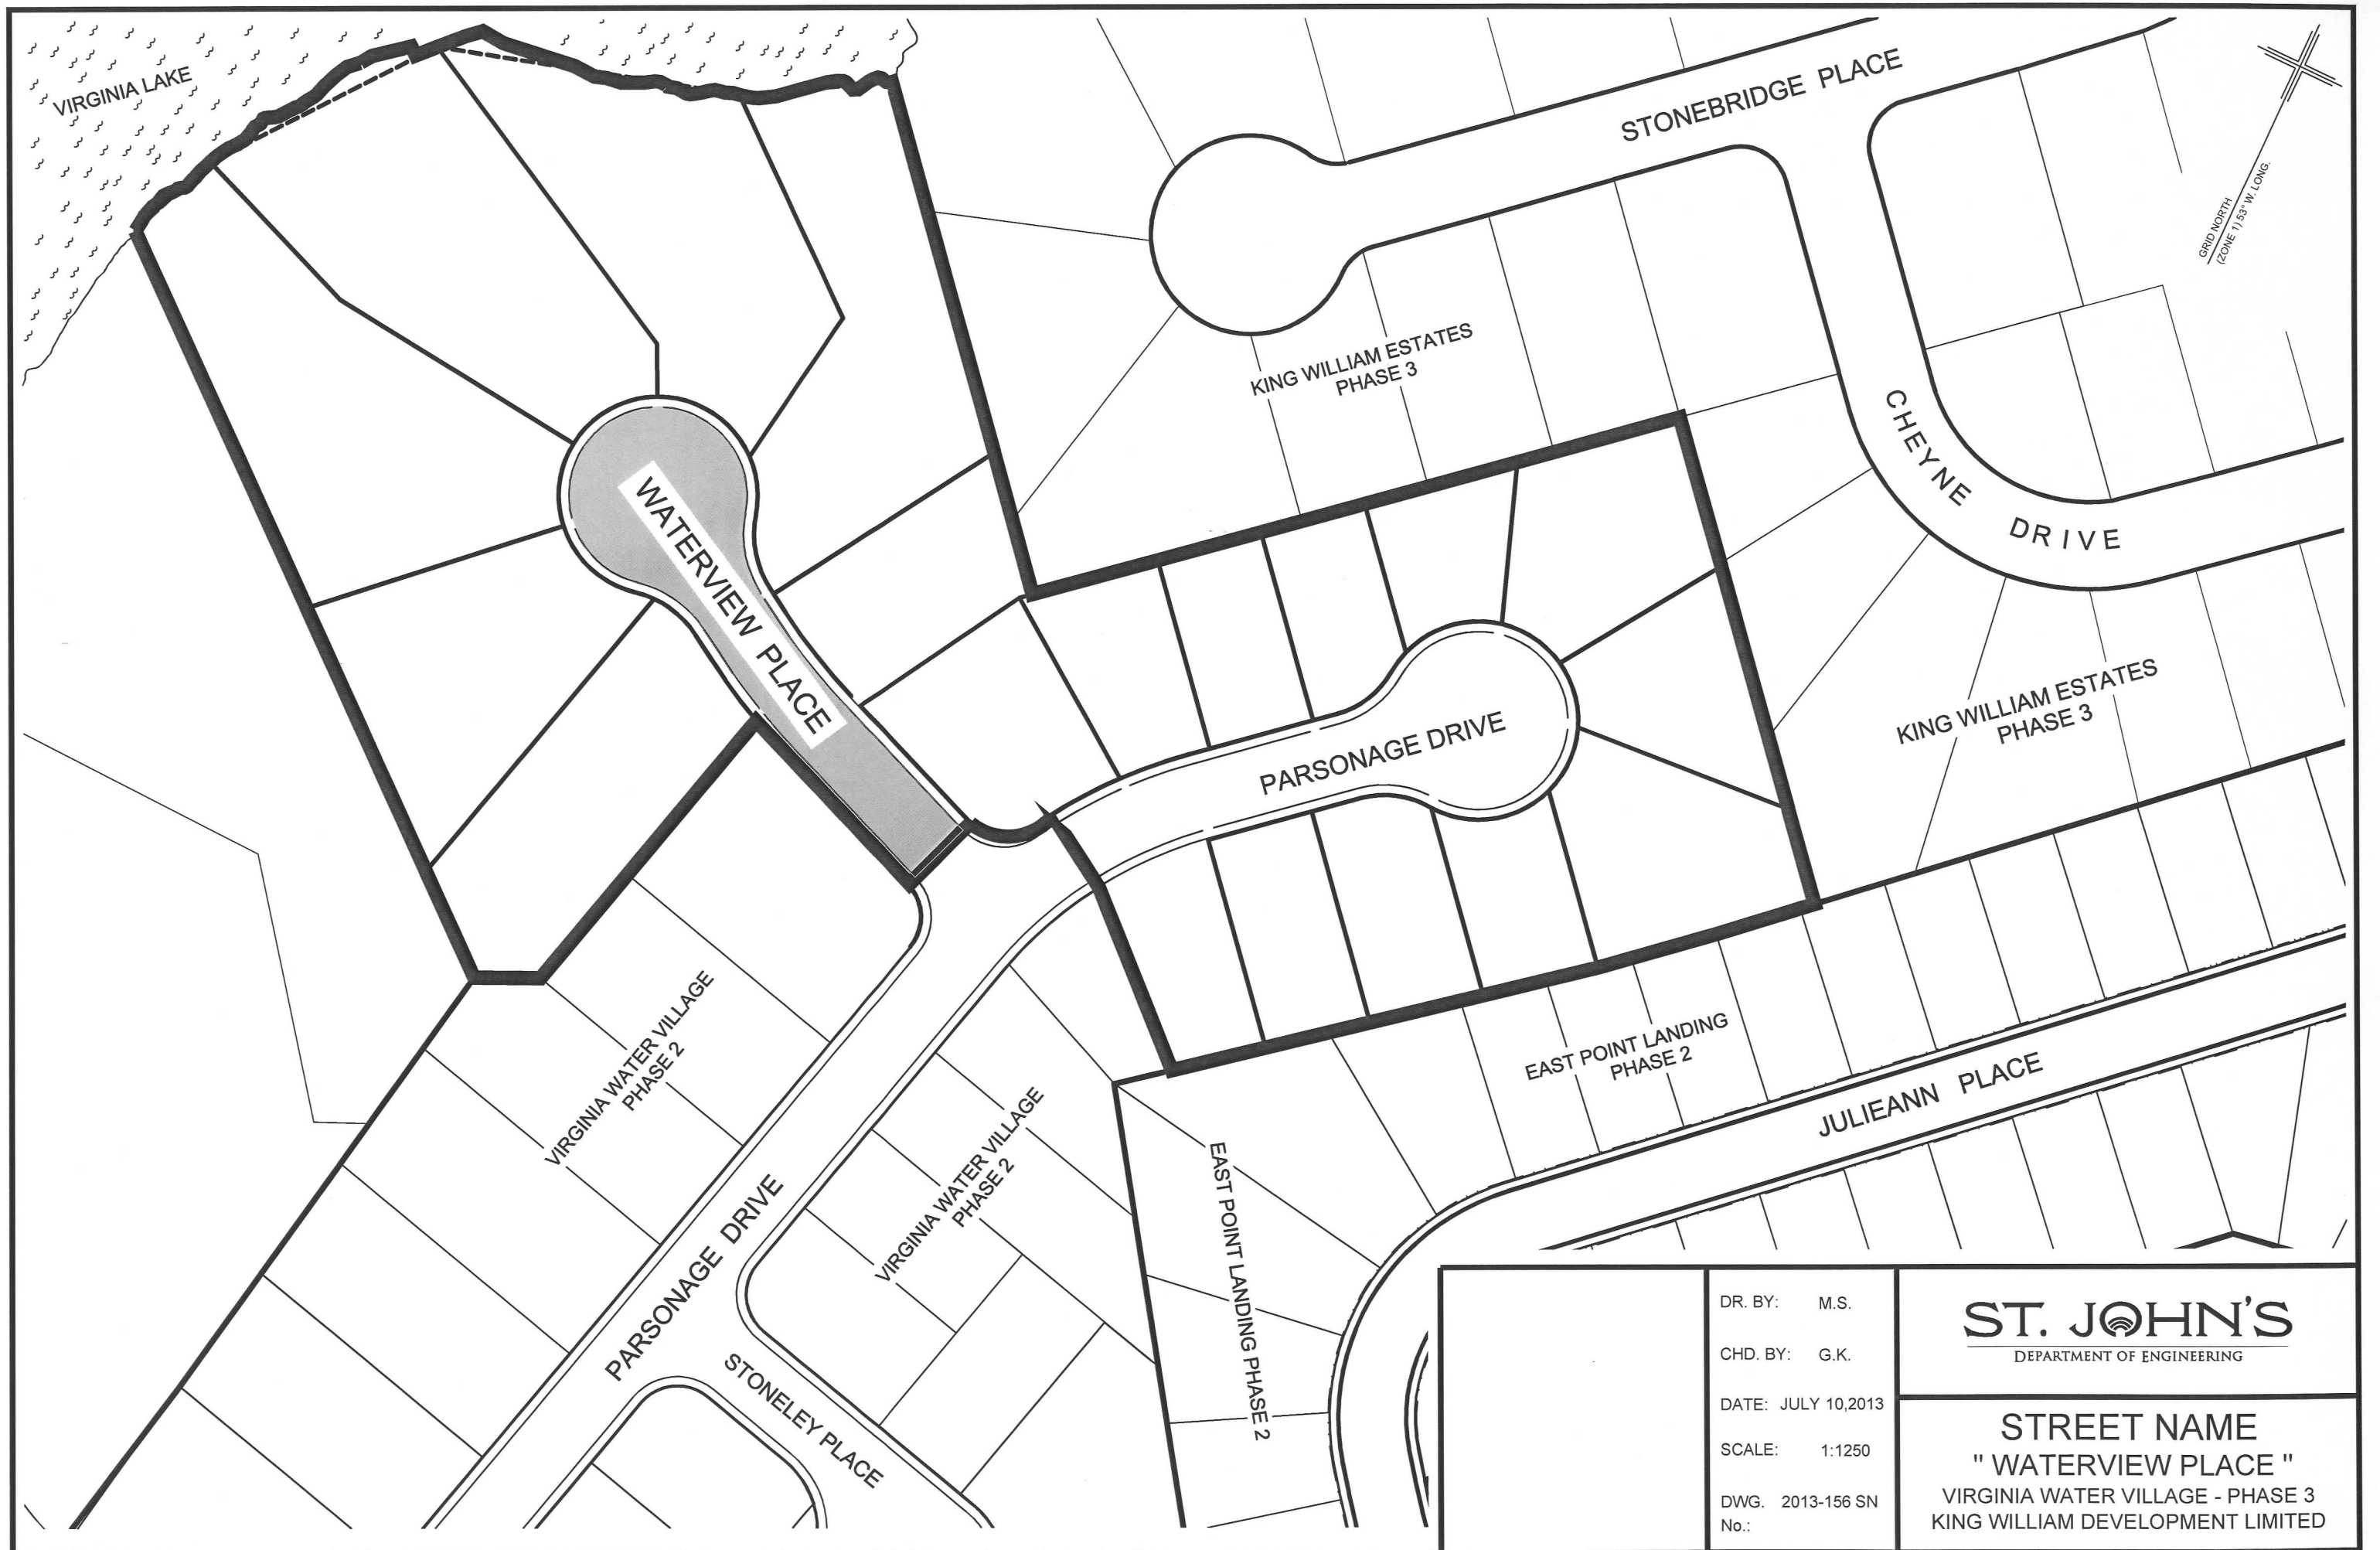 VIRGINIA LAKE
STONEBRIDGE PLACE
GRID NORTH
(ZONE 1) 53° W. LONG.
KING WILLIAM ESTATES
PHASE 3
CHEYNE DRIVE
WATERVIEW PLACE
PARSONAGE DRIVE
KING WILLIAM ESTATES
PHASE 3
VIRGINIA WATER VILLAGE
PHASE 2
EAST POINT LANDING
PHASE 2
JULIEANN PLACE
VIRGINIA WATER VILLAGE
PHASE 2
EAST POINT LANDING PHASE 2
PARSONAGE DRIVE
STONELEY PLACE
DR. BY: M.S.
CHD. BY: G.K.
DATE: JULY 10,2013
SCALE: 1:1250
DWG. 2013-156 SN
No.:
ST. JOHN'S
DEPARTMENT OF ENGINEERING
STREET NAME
" WATERVIEW PLACE "
VIRGINIA WATER VILLAGE - PHASE 3
KING WILLIAM DEVELOPMENT LIMITED